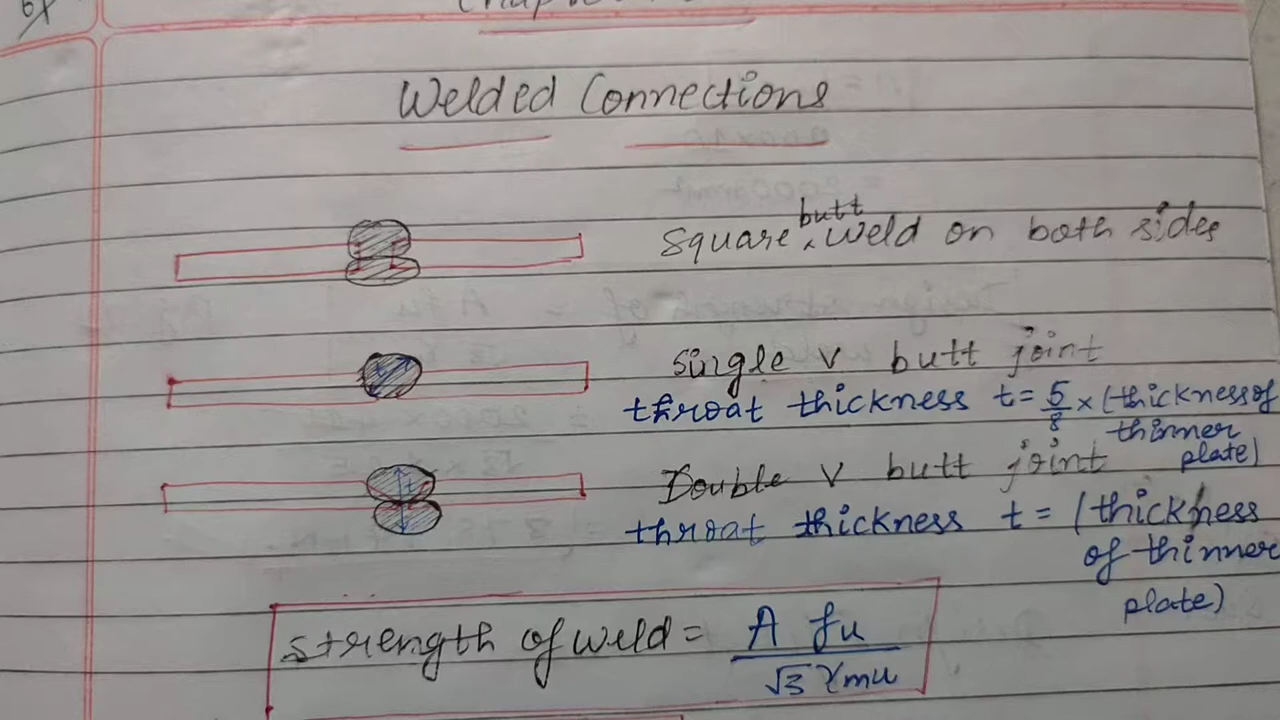 Welded Connections
Square butt weld on both sides
Single V butt joint
throat thickness t = 5/8 × (thickness of thinner plate)
Double V butt joint
throat thickness t = (thickness
of thinner
plate)
Strength of weld = A fu / √3 γmu